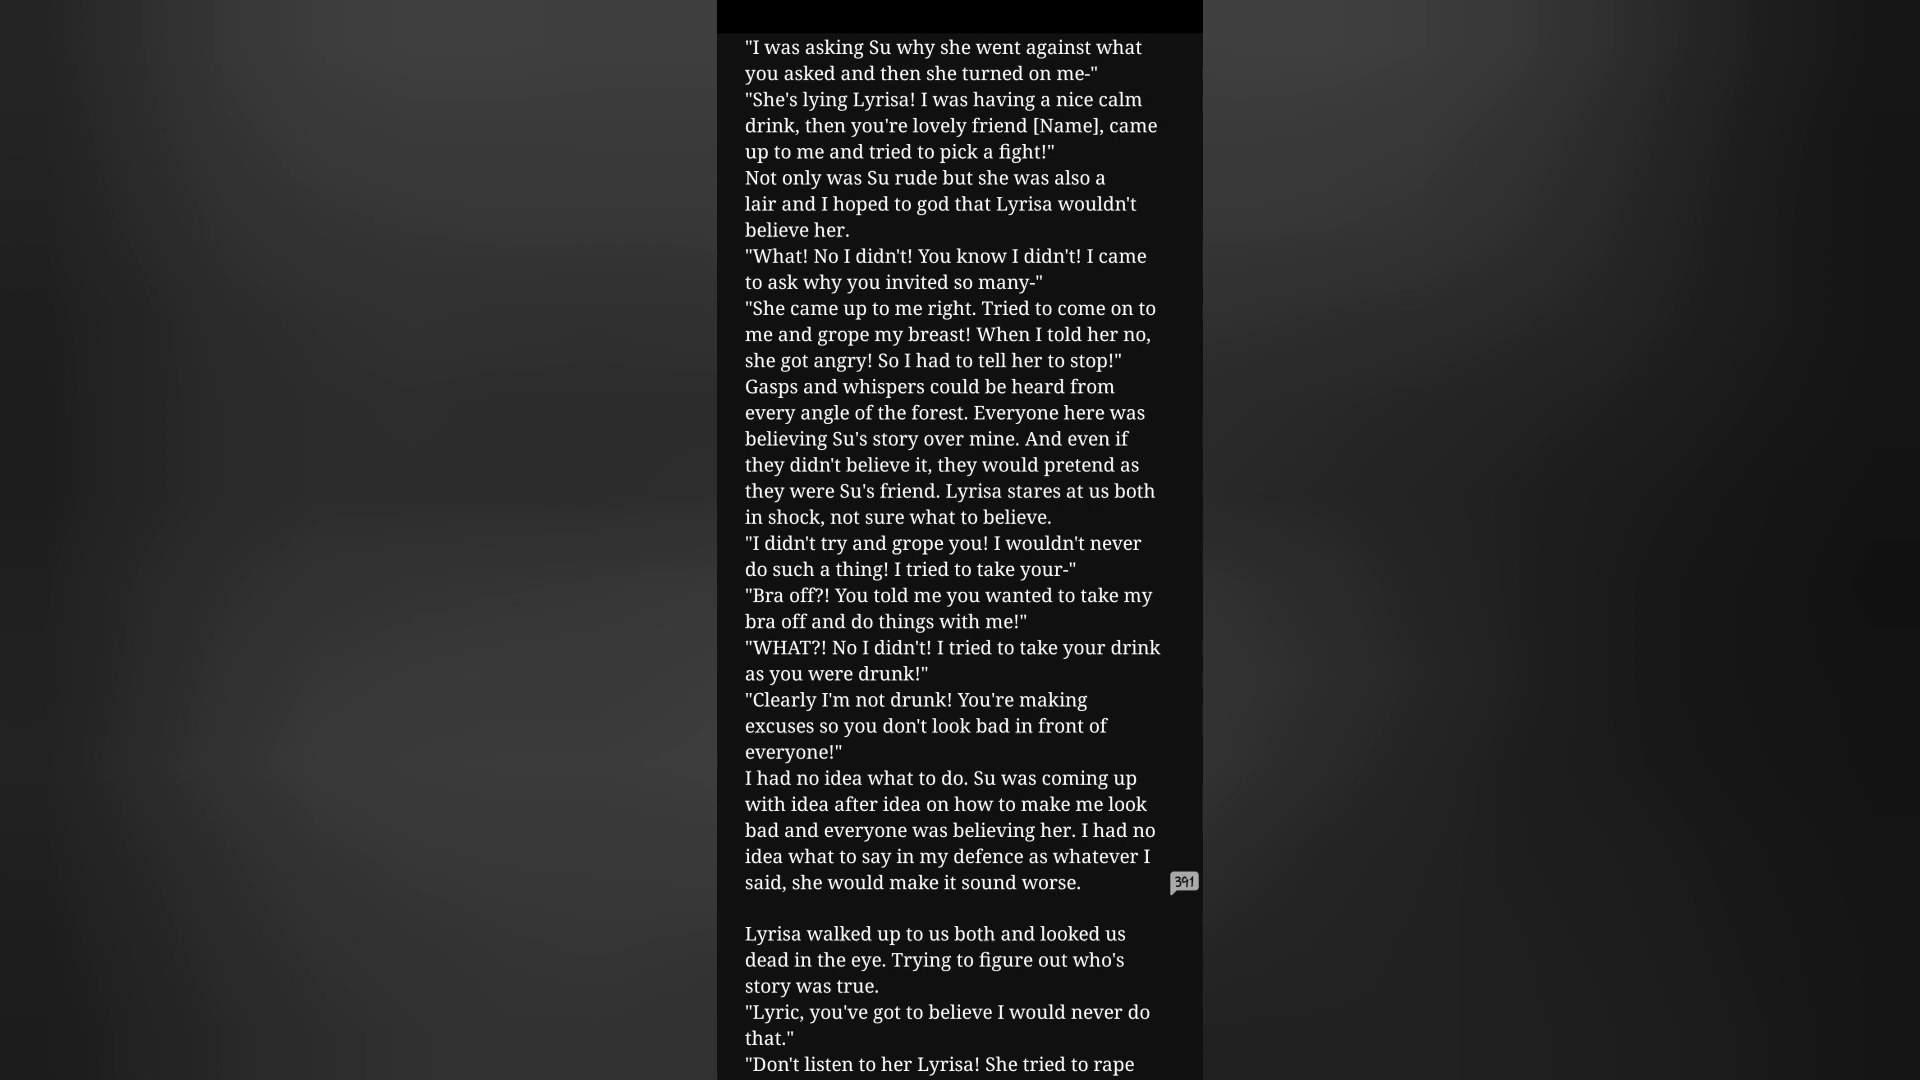 "I was asking Su why she went against what
you asked and then she turned on me-"
"She's lying Lyrisa! I was having a nice calm
drink, then you're lovely friend [Name], came
up to me and tried to pick a fight!"
Not only was Su rude but she was also a
lair and I hoped to god that Lyrisa wouldn't
believe her.
"What! No I didn't! You know I didn't! I came
to ask why you invited so many-"
"She came up to me right. Tried to come on to
me and grope my breast! When I told her no,
she got angry! So I had to tell her to stop!"
Gasps and whispers could be heard from
every angle of the forest. Everyone here was
believing Su's story over mine. And even if
they didn't believe it, they would pretend as
they were Su's friend. Lyrisa stares at us both
in shock, not sure what to believe.
"I didn't try and grope you! I wouldn't never
do such a thing! I tried to take your-"
"Bra off?! You told me you wanted to take my
bra off and do things with me!"
"WHAT?! No I didn't! I tried to take your drink
as you were drunk!"
"Clearly I'm not drunk! You're making
excuses so you don't look bad in front of
everyone!"
I had no idea what to do. Su was coming up
with idea after idea on how to make me look
bad and everyone was believing her. I had no
idea what to say in my defence as whatever I
said, she would make it sound worse.
391
Lyrisa walked up to us both and looked us
dead in the eye. Trying to figure out who's
story was true.
"Lyric, you've got to believe I would never do
that."
"Don't listen to her Lyrisa! She tried to rape